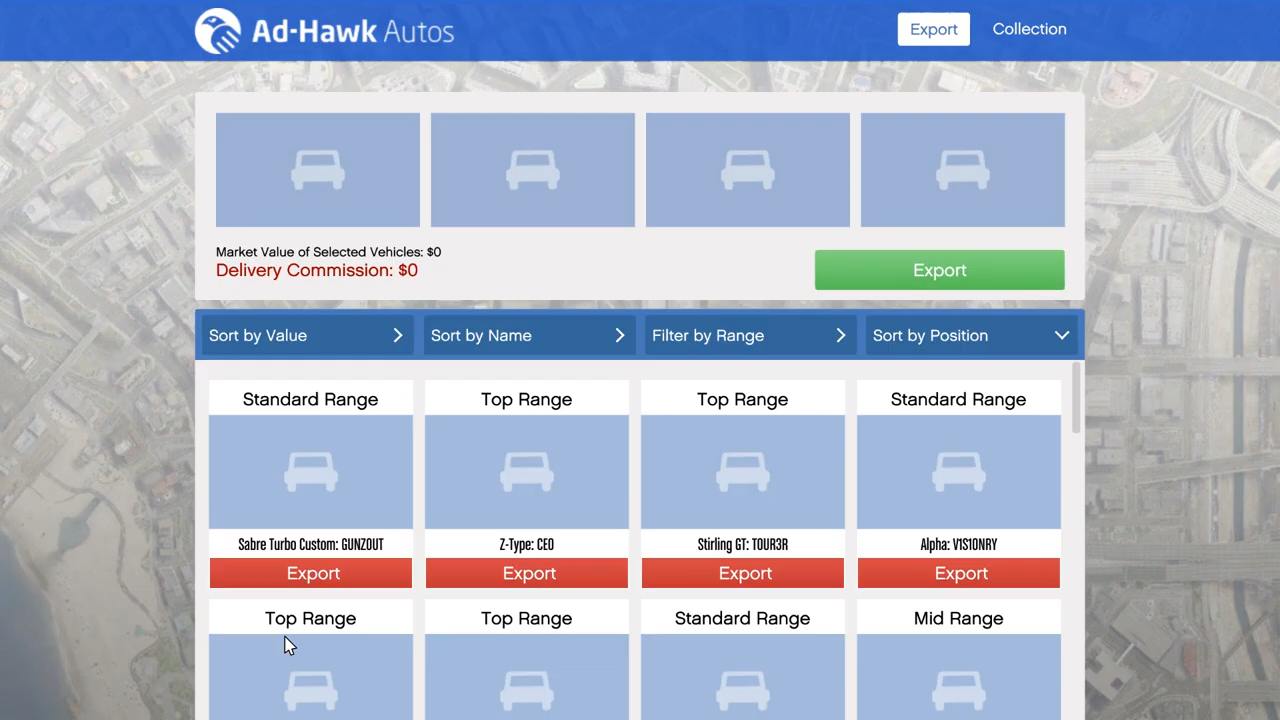 Ad-Hawk Autos
Export
Collection
Market Value of Selected Vehicles: $0
Delivery Commission: $0
Export
Sort by Value
Sort by Name
Filter by Range
Sort by Position
Standard Range
Top Range
Top Range
Standard Range
Sabre Turbo Custom: GUNZOUT
Z-Type: CEO
Stirling GT: TOUR3R
Alpha: V1S10NRY
Export
Export
Export
Export
Top Range
Top Range
Standard Range
Mid Range